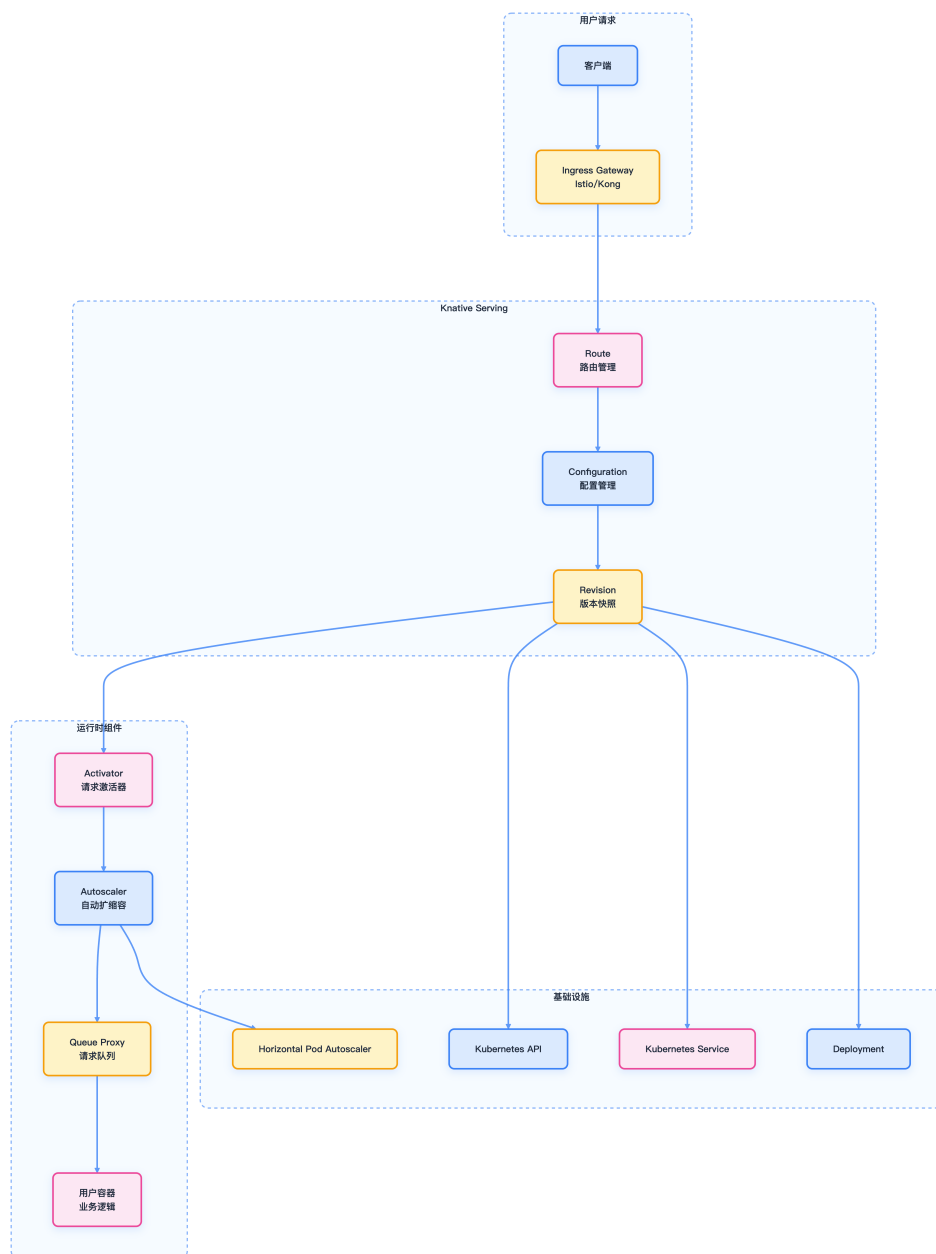 用户请求
客户端
Ingress Gateway
Istio/Kong
Knative Serving
Route
路由管理
Configuration
配置管理
Revision
版本快照
运行时组件
Activator
请求激活器
Autoscaler
自动扩缩容
基础设施
Queue Proxy
请求队列
Horizontal Pod Autoscaler
Kubernetes API
Kubernetes Service
Deployment
用户容器
业务逻辑